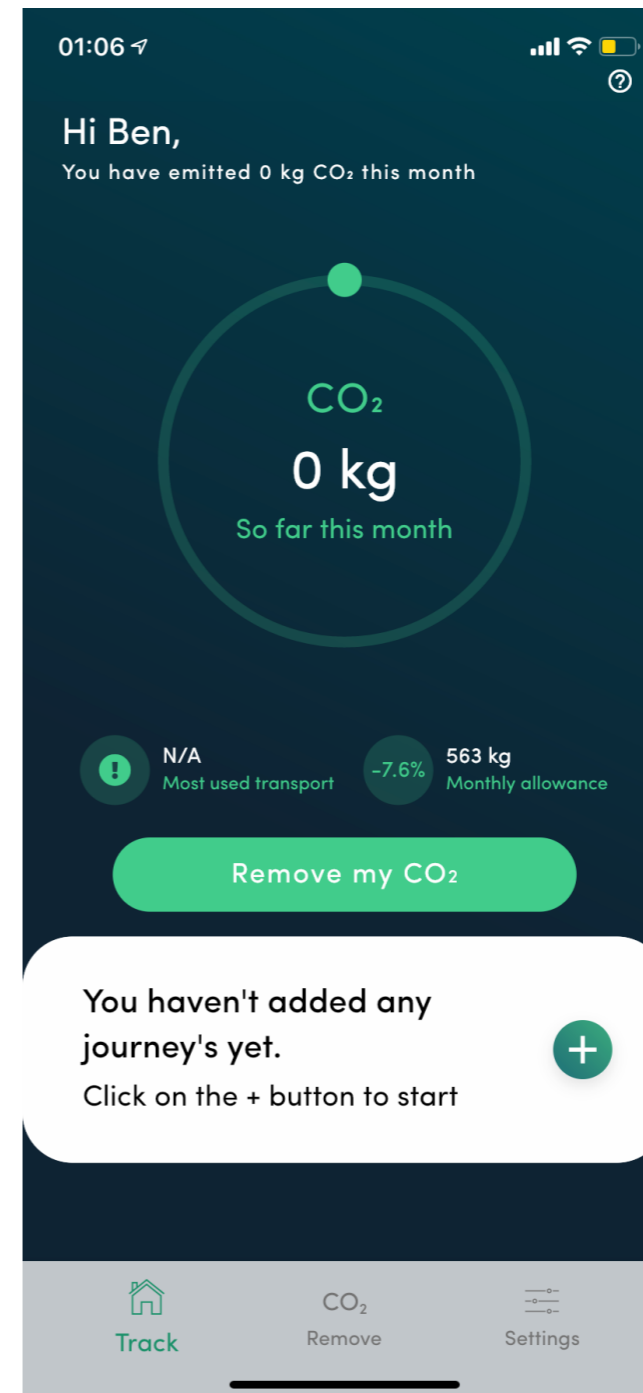 01:06
Hi Ben,
You have emitted 0 kg CO₂ this month
CO₂
0 kg
So far this month
N/A
Most used transport
-7.6%
563 kg
Monthly allowance
Remove my CO₂
You haven't added any
journey's yet.
Click on the + button to start
Track
CO₂
Remove
Settings